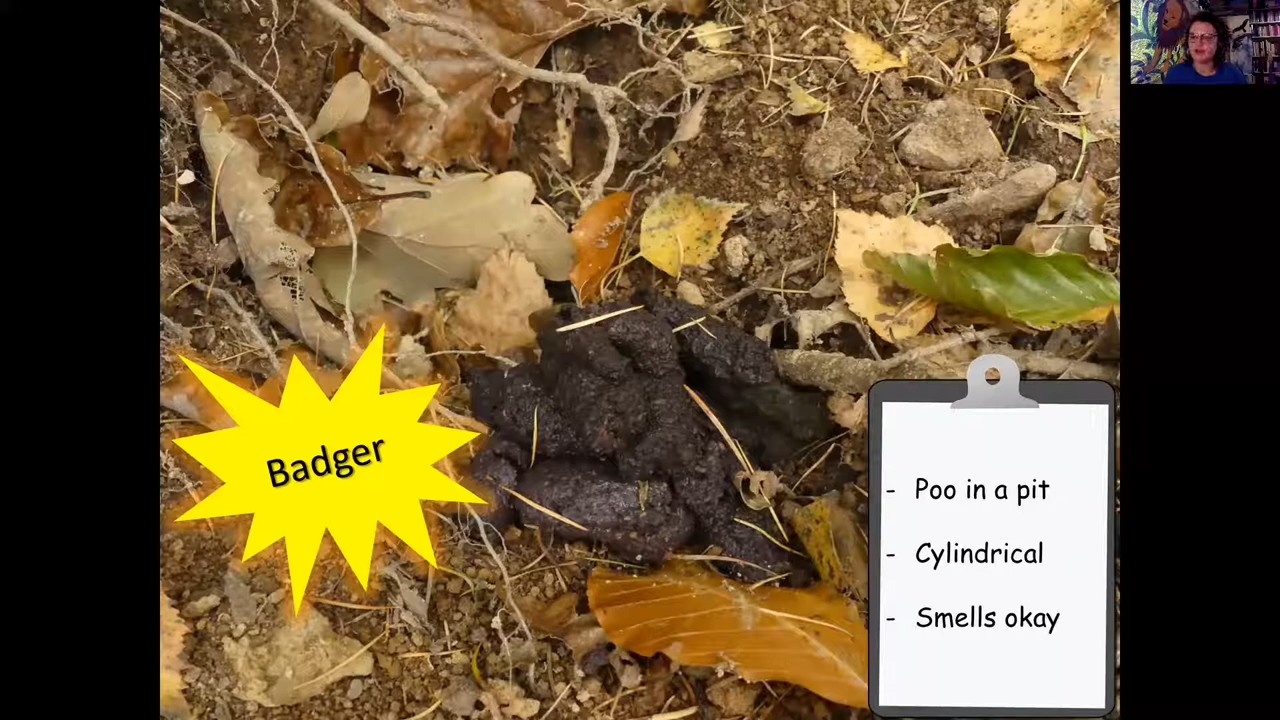 Badger
- Poo in a pit
- Cylindrical
- Smells okay